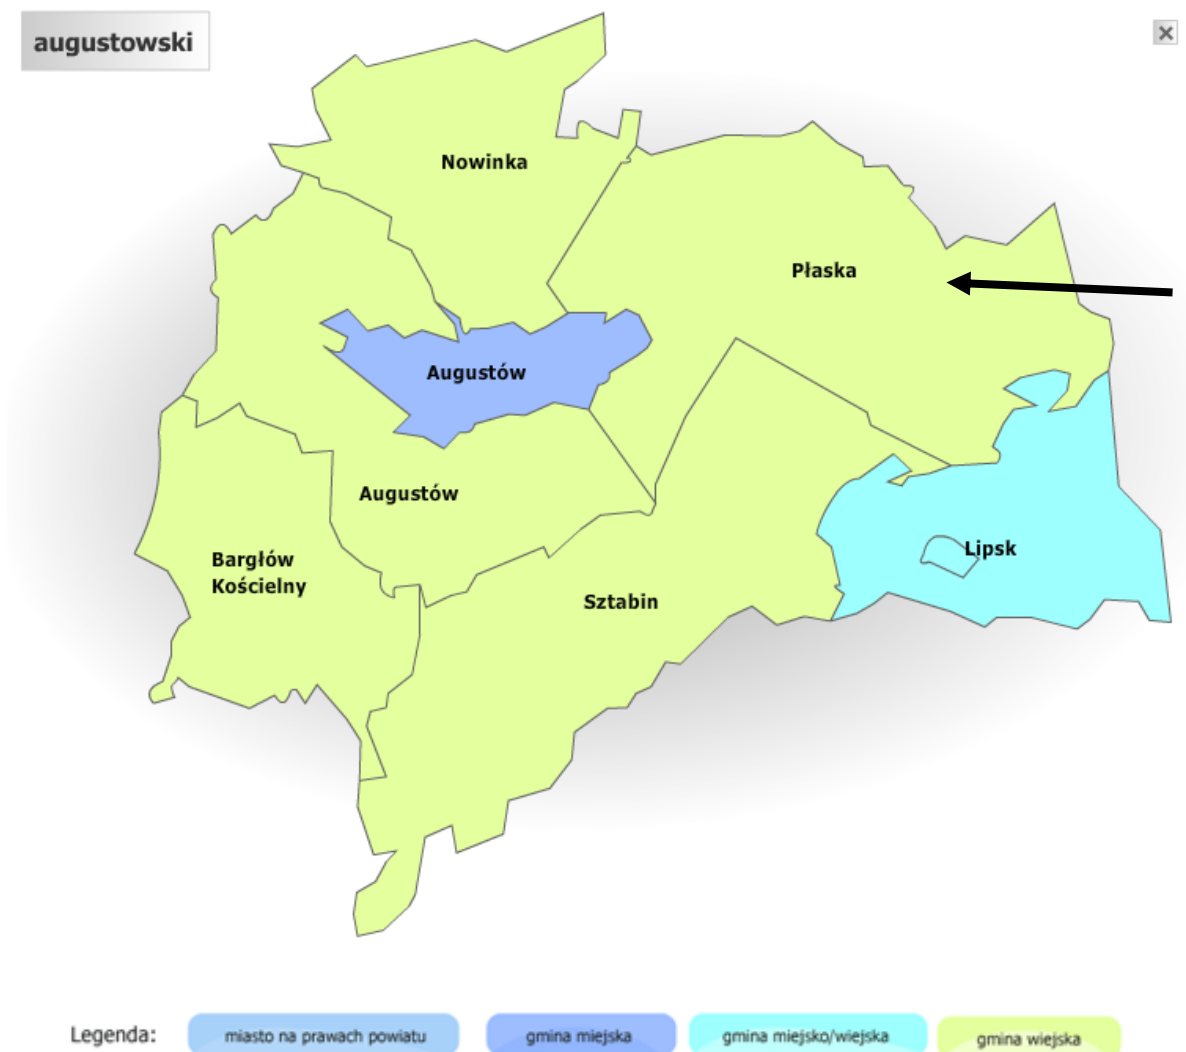 augustowski
Nowinka
Płaska
Augustów
Augustów
Bargłów
Kościelny
Lipsk
Sztabin
Legenda:
miasto na prawach powiatu
gmina miejska
gmina miejsko/wiejska
gmina wiejska